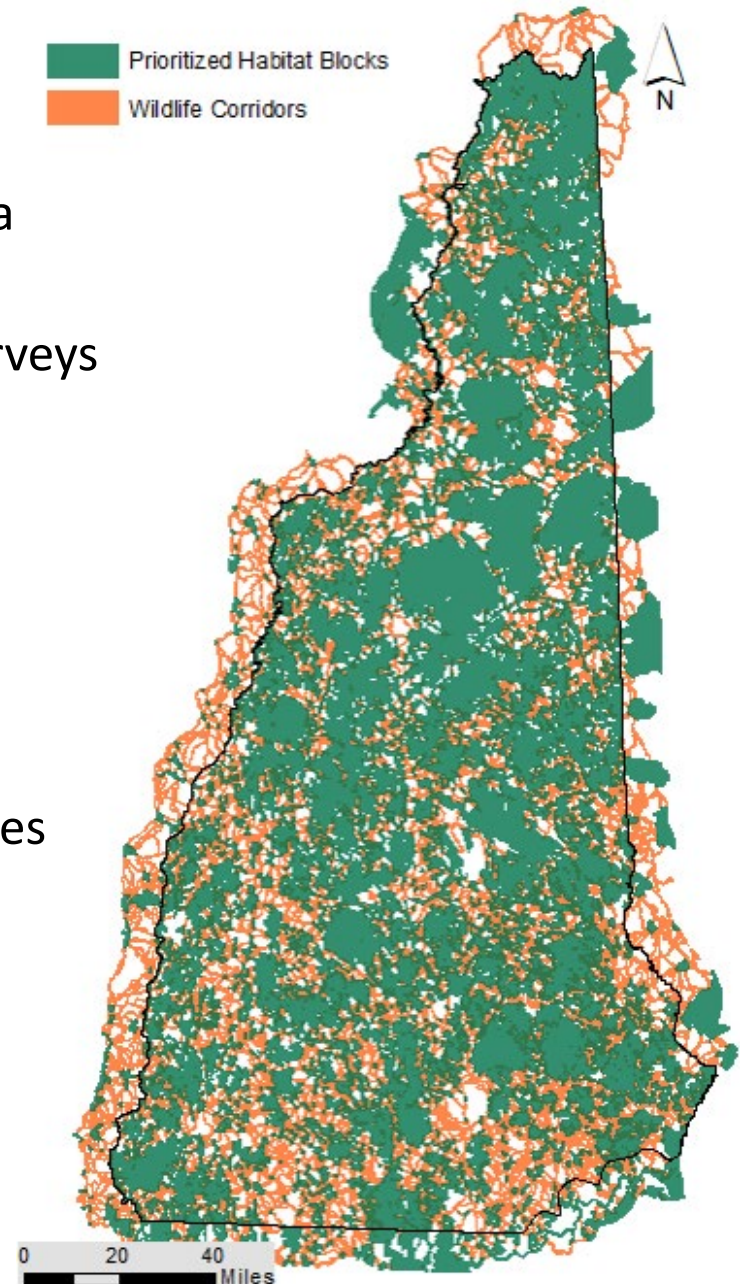 Prioritized Habitat Blocks
Wildlife Corridors
N
a
rveys
es
0 20 40
Miles